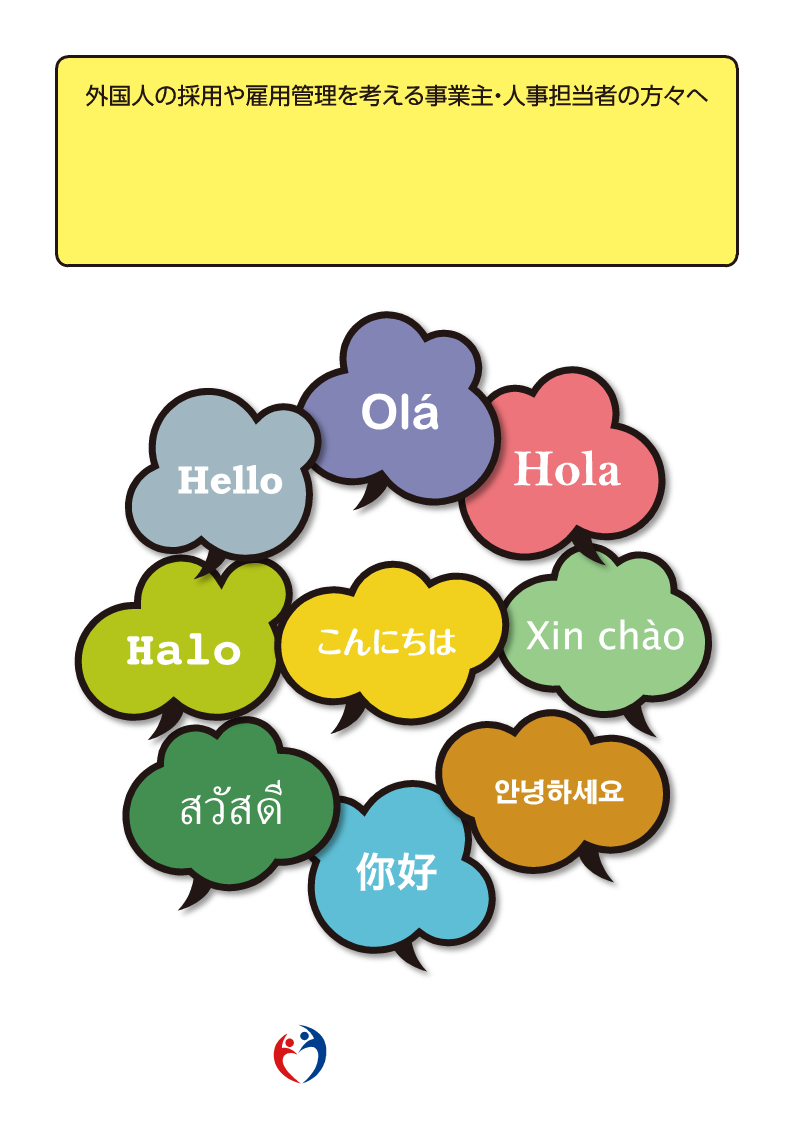 外国人の採用や雇用管理を考える事業主・人事担当者の方々へ
Olá
Hello
Hola
Halo
こんにちは
Xin chào
สวัสดี
你好
안녕하세요